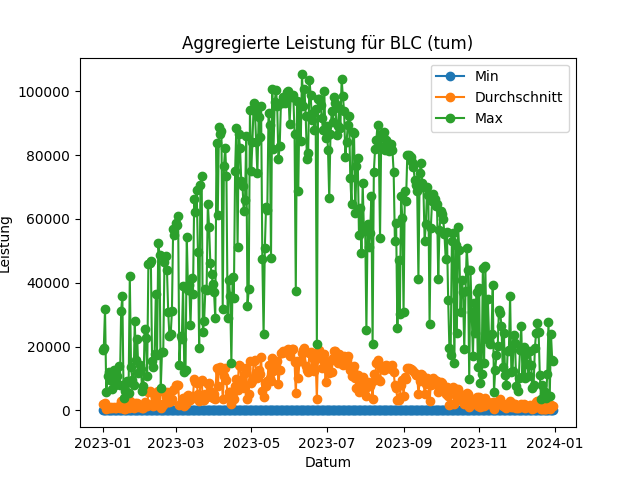 Aggregierte Leistung für BLC (tum)
Min
Durchschnitt
Max
100000
80000
60000
40000
20000
0
Leistung
2023-01 2023-03 2023-05 2023-07 2023-09 2023-11 2024-01
Datum